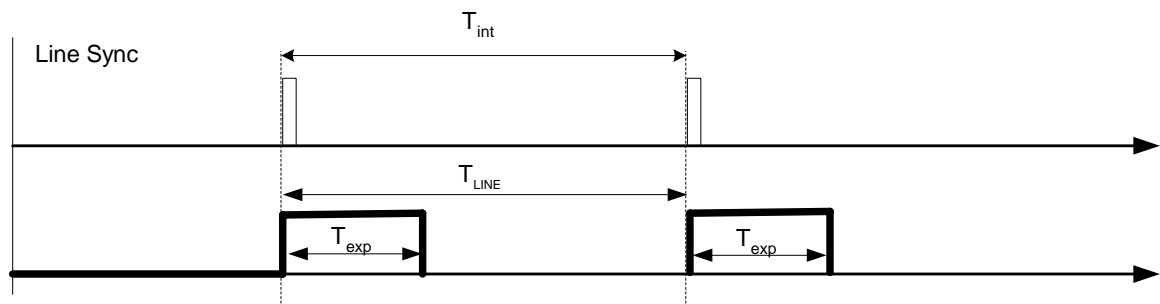 T_int
Line Sync
T_LINE
T_exp
T_exp